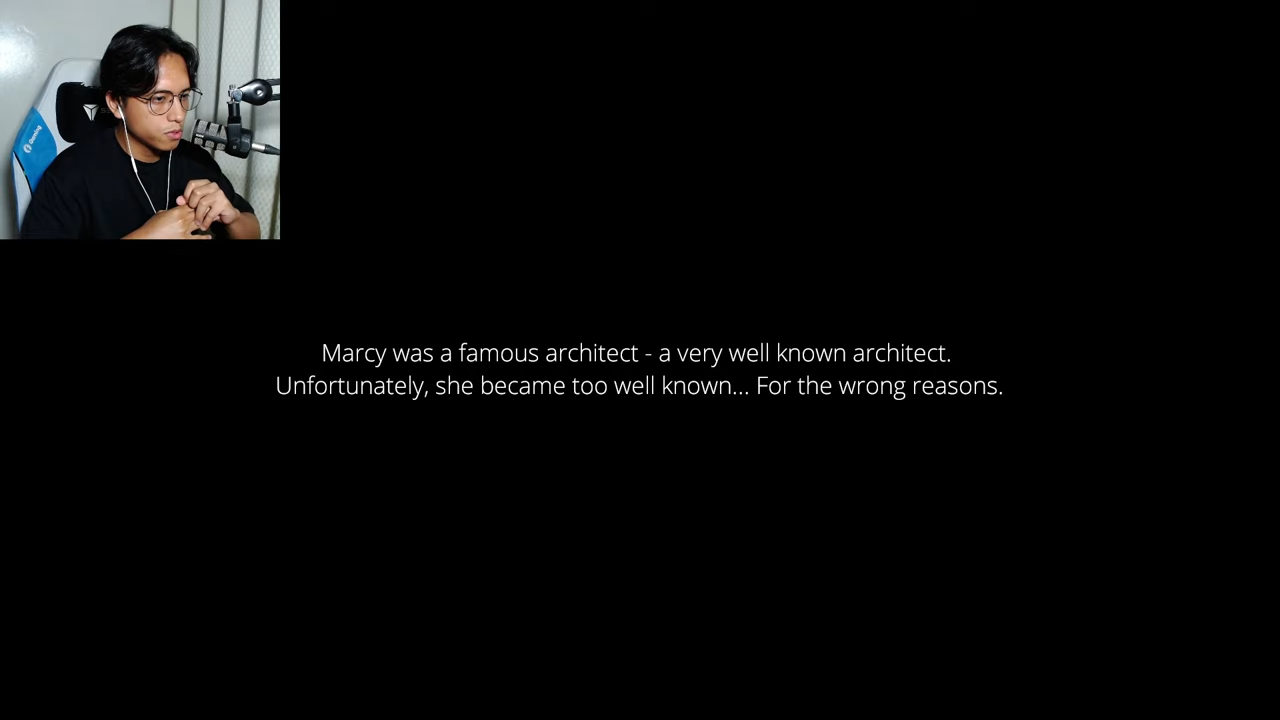 Marcy was a famous architect - a very well known architect.
Unfortunately, she became too well known... For the wrong reasons.